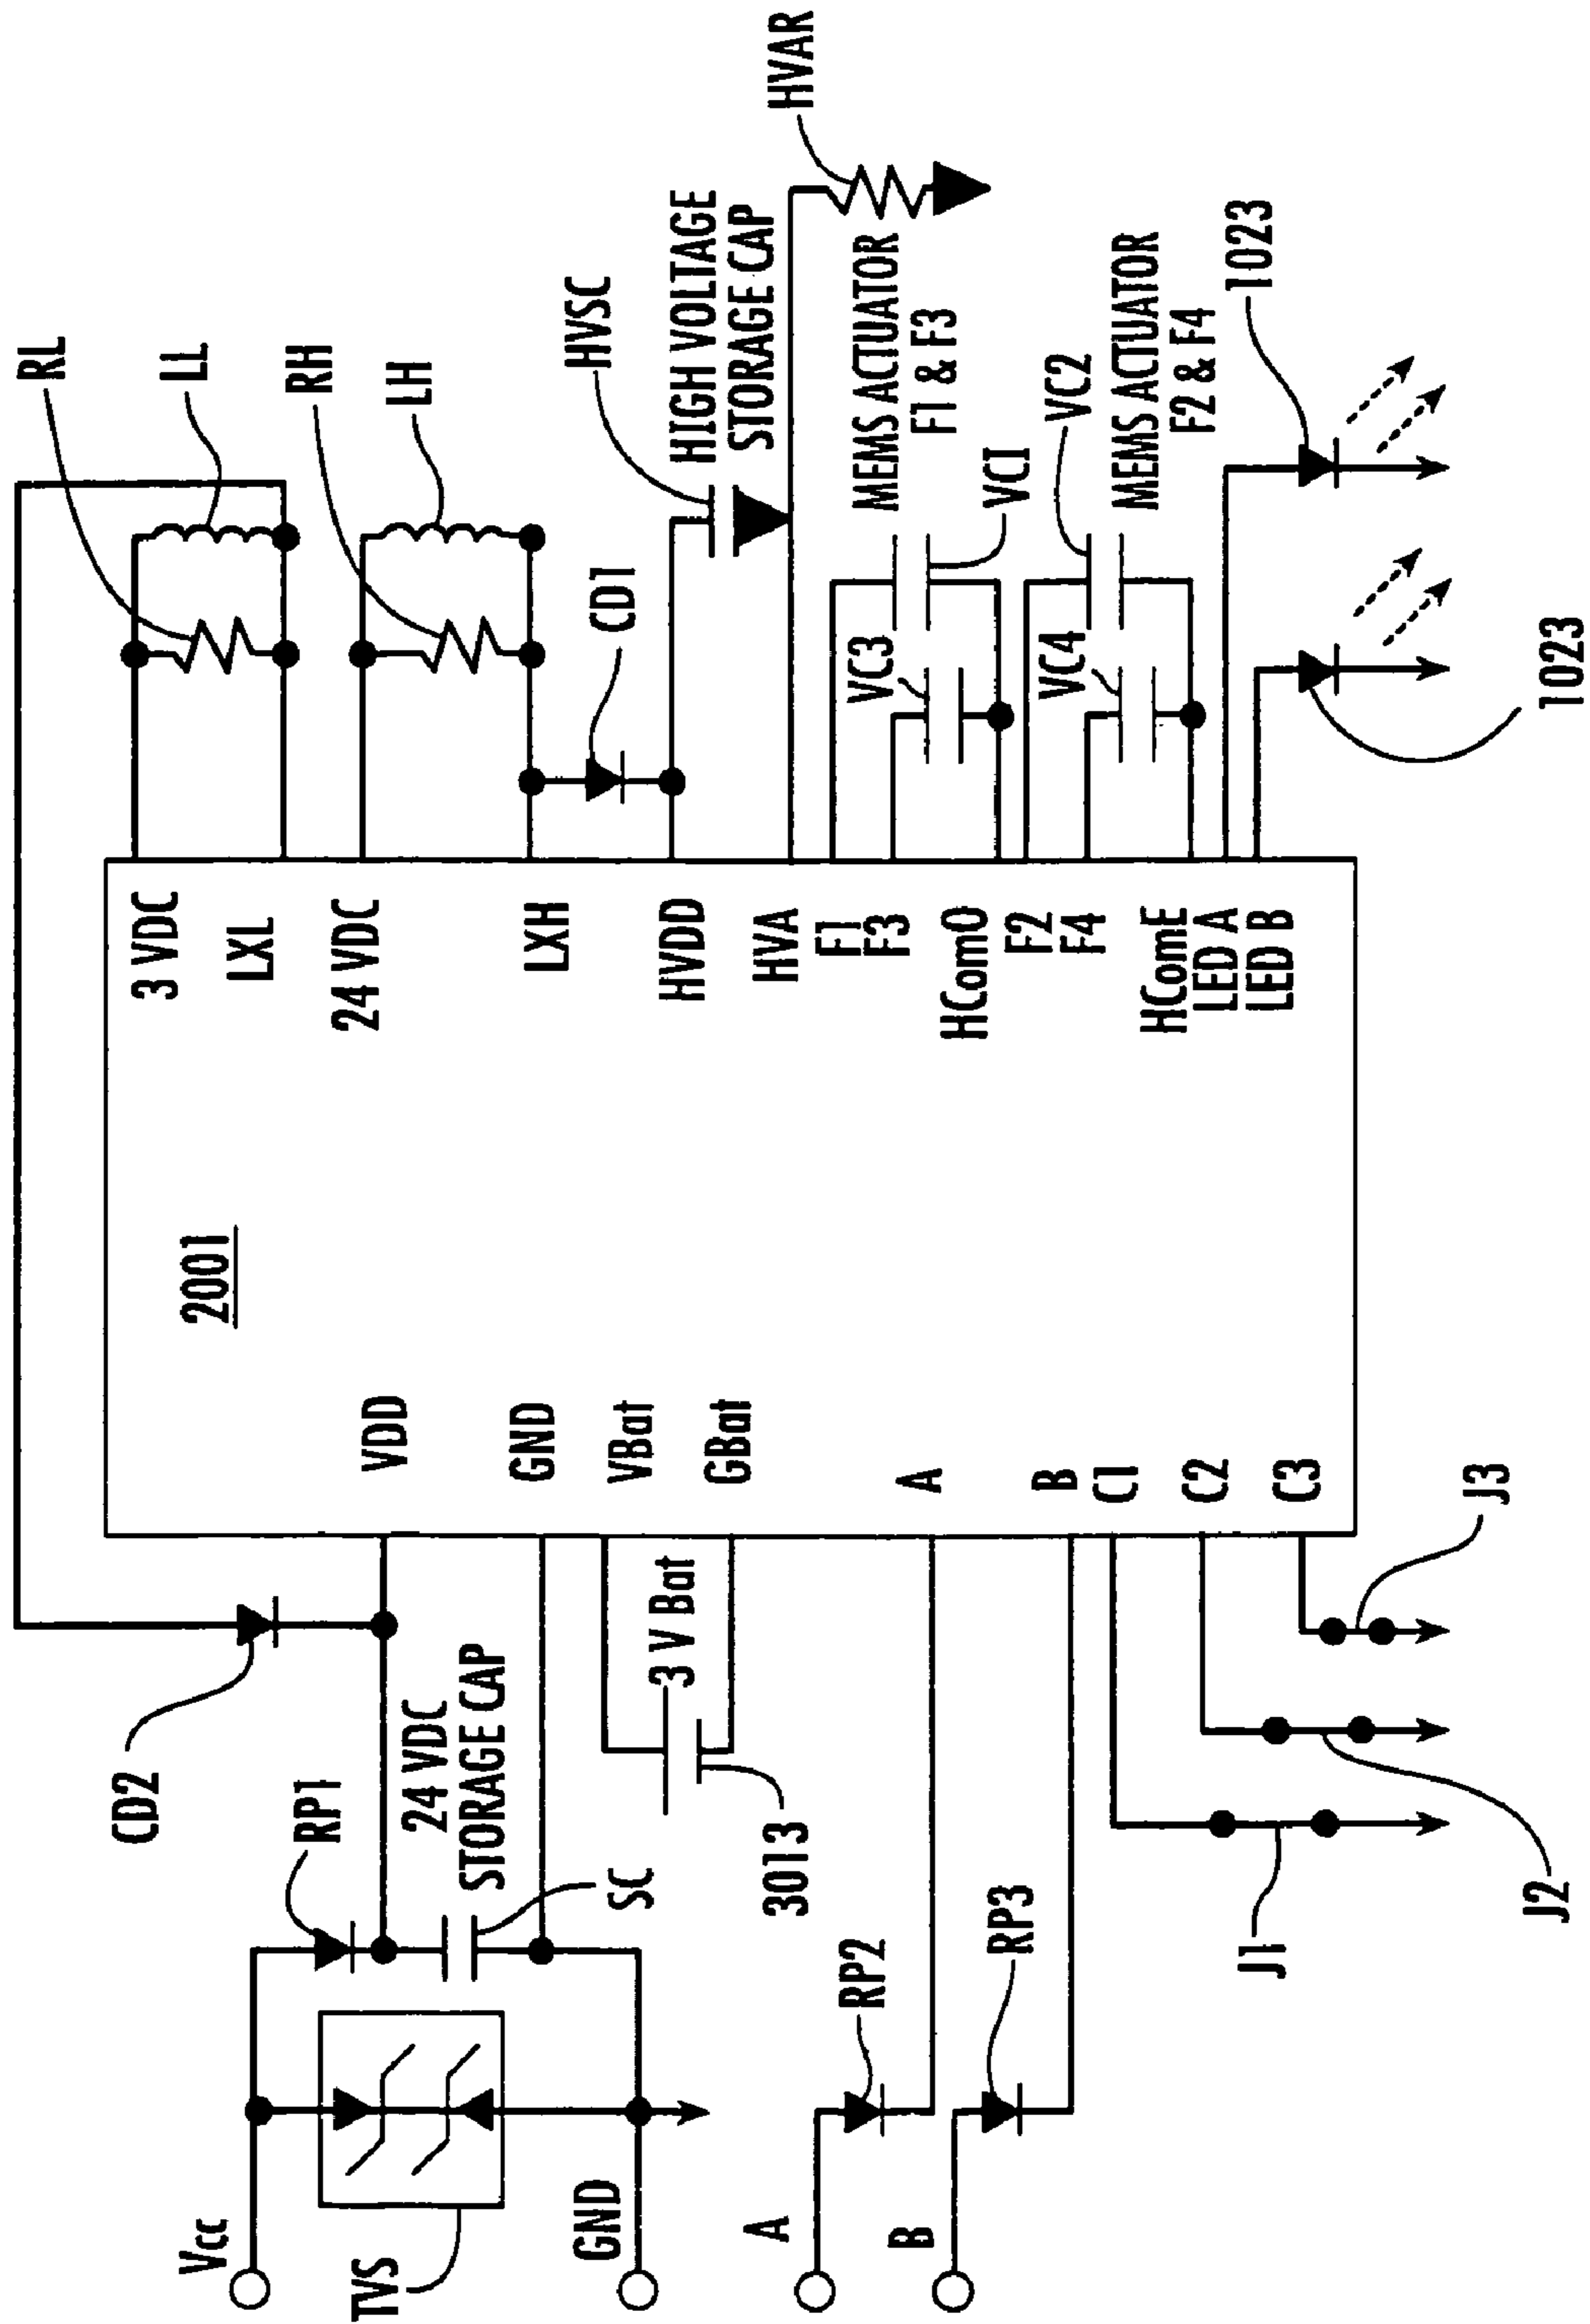 Vcc
TVS
GND
A
B
RP1
CD2
24 VDC
STORAGE CAP
SC
3 V Bat
3013
RP2
RP3
J1
J2
J3
2001
VDD
GND
VBat
GBat
A
B
C1
C2
C3
3 VDC
LXL
24 VDC
LXH
HVDD
HVA
F1
F3
HComO
F2
F4
HComE
LED A
LED B
RL
LL
RH
LH
CD1
HVSC
HIGH VOLTAGE
STORAGE CAP
HVAR
MEMS ACTUATOR
F1 & F3
VC1
VC3
VC2
VC4
MEMS ACTUATOR
F2 & F4
1023
1023